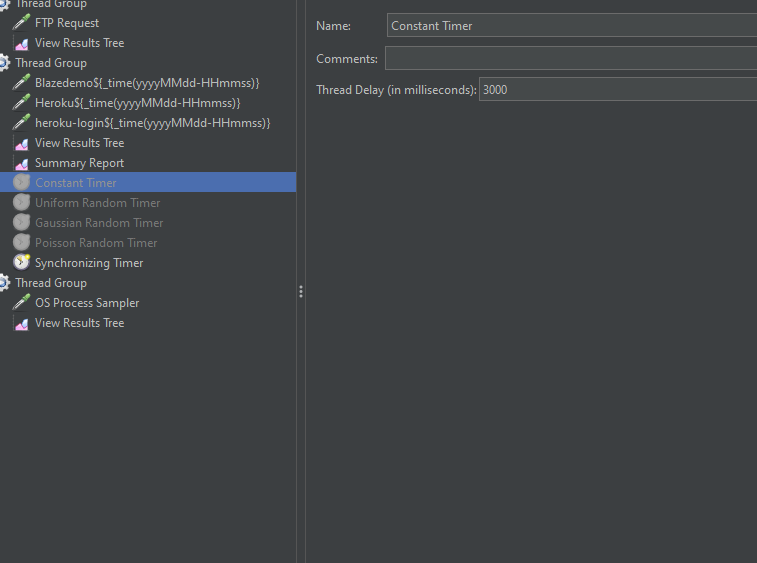 Thread Group
FTP Request
View Results Tree
Thread Group
Blazedemo${_time(yyyyMMdd-HHmmss)}
Heroku${_time(yyyyMMdd-HHmmss)}
heroku-login${_time(yyyyMMdd-HHmmss)}
View Results Tree
Summary Report
Constant Timer
Uniform Random Timer
Gaussian Random Timer
Poisson Random Timer
Synchronizing Timer
Thread Group
OS Process Sampler
View Results Tree
Name: Constant Timer
Comments:
Thread Delay (in milliseconds): 3000